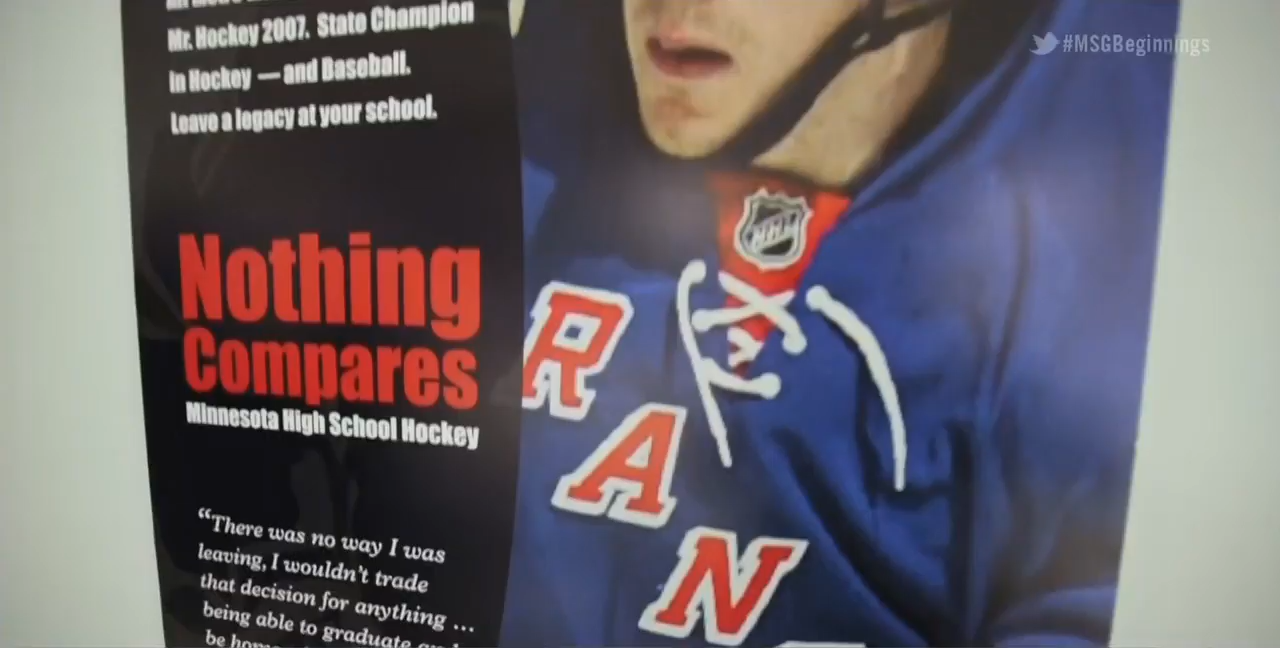 Mr. Hockey 2007. State Champion
In Hockey — and Baseball.
Leave a legacy at your school.
Nothing
Compares
Minnesota High School Hockey
“There was no way I was
leaving, I wouldn't trade
that decision for anything ...
being able to graduate
be
#MSGBeginnings
NHL
RAN